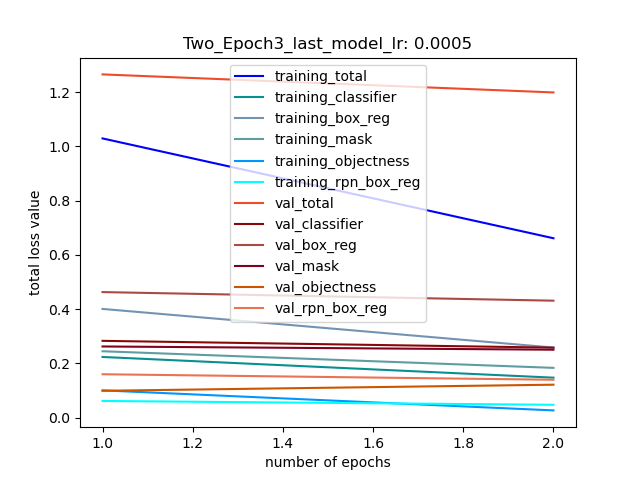 Two_Epoch3_last_model_lr: 0.0005
total loss value
1.2
1.0
0.8
0.6
0.4
0.2
0.0
training_total
training_classifier
training_box_reg
training_mask
training_objectness
training_rpn_box_reg
val_total
val_classifier
val_box_reg
val_mask
val_objectness
val_rpn_box_reg
1.0 1.2 1.4 1.6 1.8 2.0
number of epochs